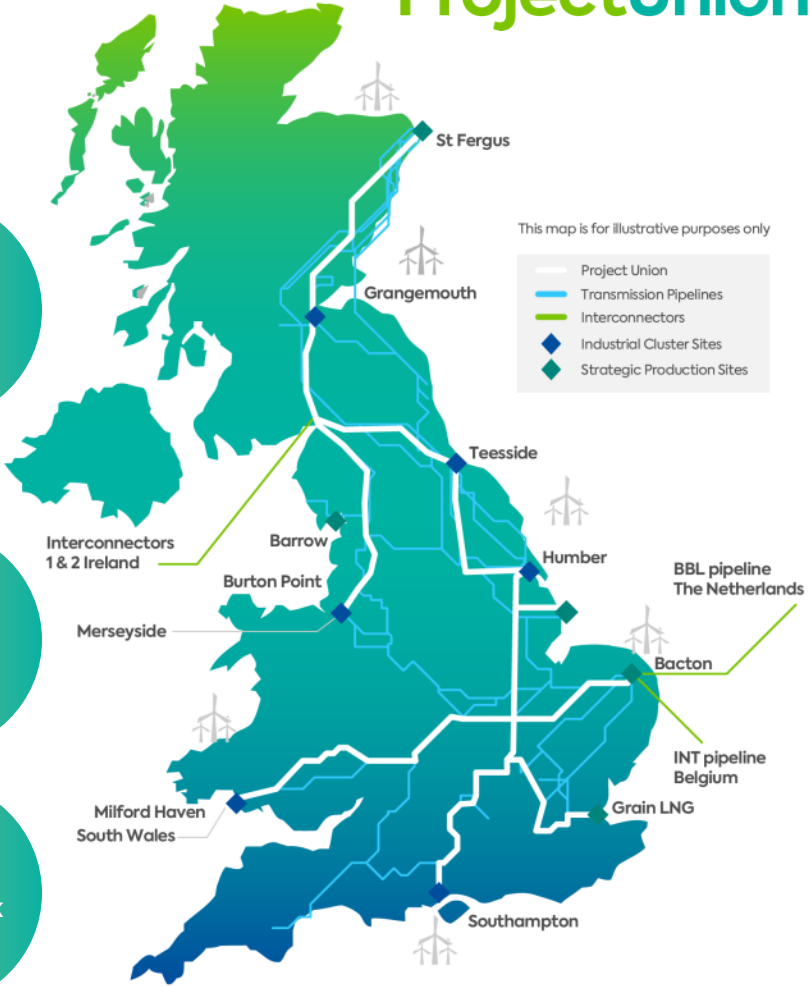 ProjectUnion
St Fergus
This map is for illustrative purposes only
Project Union
Transmission Pipelines
Interconnectors
Industrial Cluster Sites
Strategic Production Sites
Grangemouth
Teesside
Interconnectors
1 & 2 Ireland
Barrow
Humber
Burton Point
BBL pipeline
The Netherlands
Merseyside
Bacton
INT pipeline
Belgium
Milford Haven
South Wales
Grain LNG
Southampton